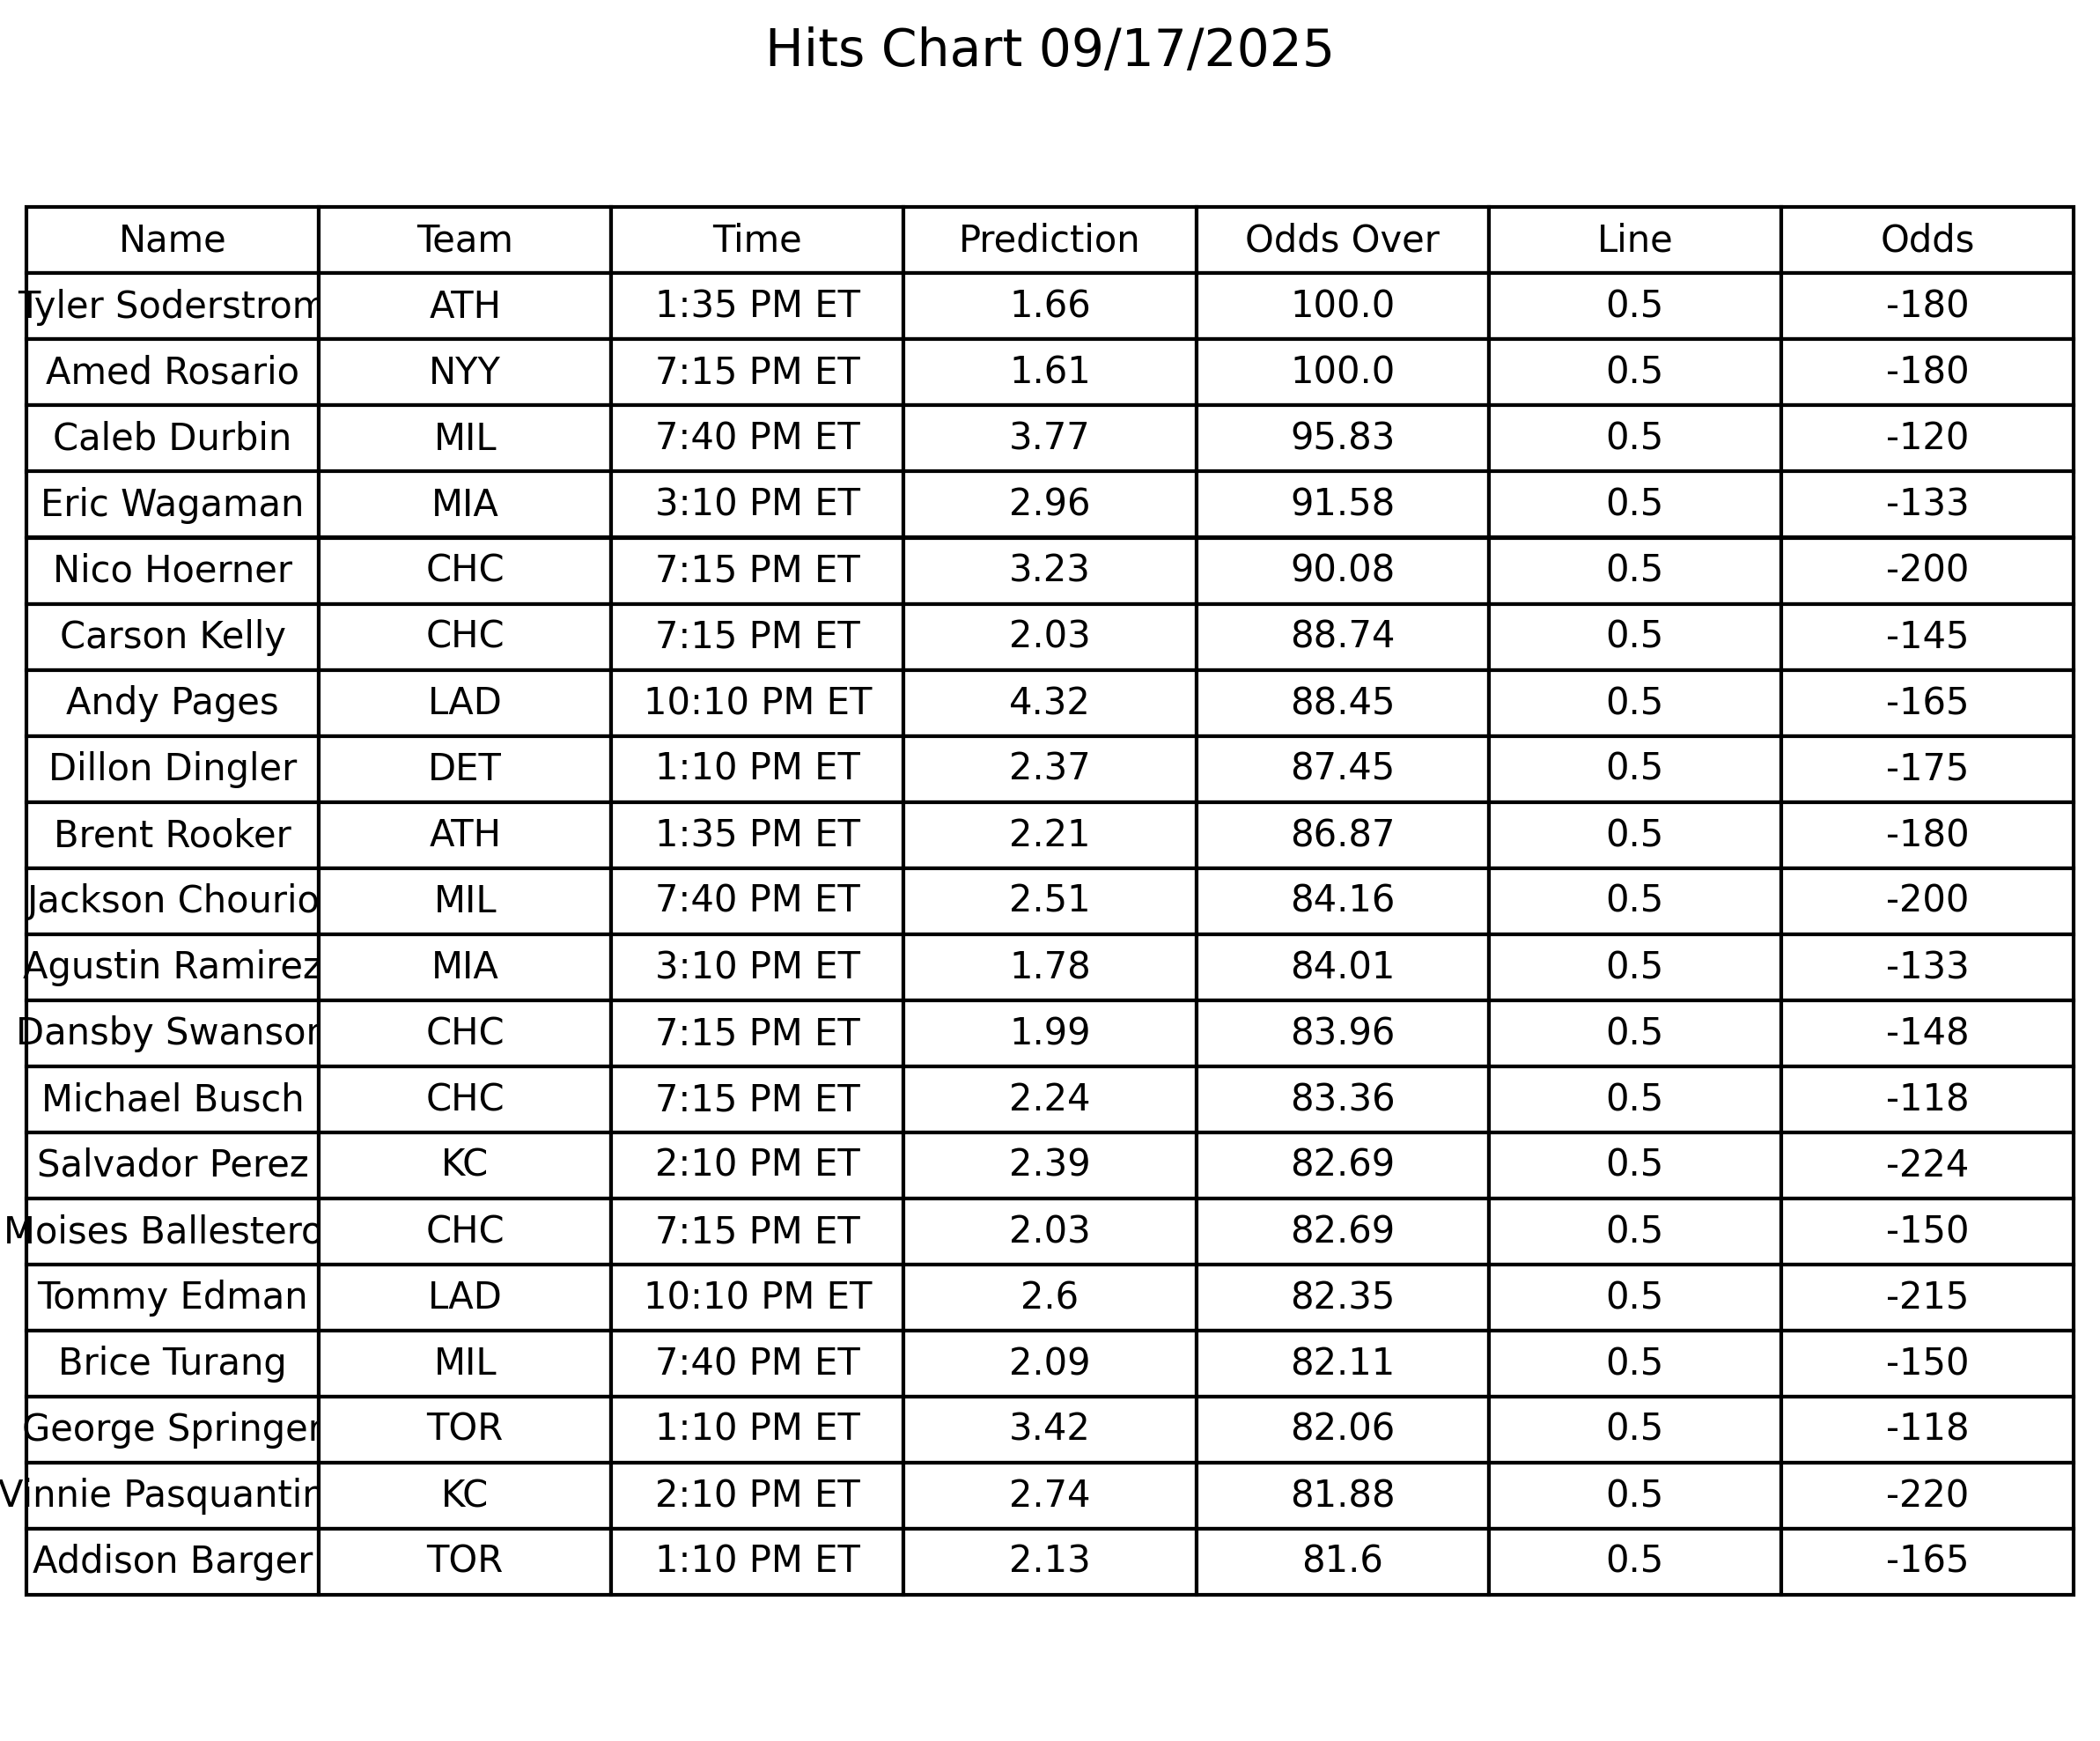 Hits Chart 09/17/2025
Name Team Time Prediction Odds Over Line Odds
Tyler Soderstrom ATH 1:35 PM ET 1.66 100.0 0.5 -180
Amed Rosario NYY 7:15 PM ET 1.61 100.0 0.5 -180
Caleb Durbin MIL 7:40 PM ET 3.77 95.83 0.5 -120
Eric Wagaman MIA 3:10 PM ET 2.96 91.58 0.5 -133
Nico Hoerner CHC 7:15 PM ET 3.23 90.08 0.5 -200
Carson Kelly CHC 7:15 PM ET 2.03 88.74 0.5 -145
Andy Pages LAD 10:10 PM ET 4.32 88.45 0.5 -165
Dillon Dingler DET 1:10 PM ET 2.37 87.45 0.5 -175
Brent Rooker ATH 1:35 PM ET 2.21 86.87 0.5 -180
Jackson Chourio MIL 7:40 PM ET 2.51 84.16 0.5 -200
Agustin Ramirez MIA 3:10 PM ET 1.78 84.01 0.5 -133
Dansby Swanson CHC 7:15 PM ET 1.99 83.96 0.5 -148
Michael Busch CHC 7:15 PM ET 2.24 83.36 0.5 -118
Salvador Perez KC 2:10 PM ET 2.39 82.69 0.5 -224
Moises Ballestero CHC 7:15 PM ET 2.03 82.69 0.5 -150
Tommy Edman LAD 10:10 PM ET 2.6 82.35 0.5 -215
Brice Turang MIL 7:40 PM ET 2.09 82.11 0.5 -150
George Springer TOR 1:10 PM ET 3.42 82.06 0.5 -118
Vinnie Pasquantin KC 2:10 PM ET 2.74 81.88 0.5 -220
Addison Barger TOR 1:10 PM ET 2.13 81.6 0.5 -165